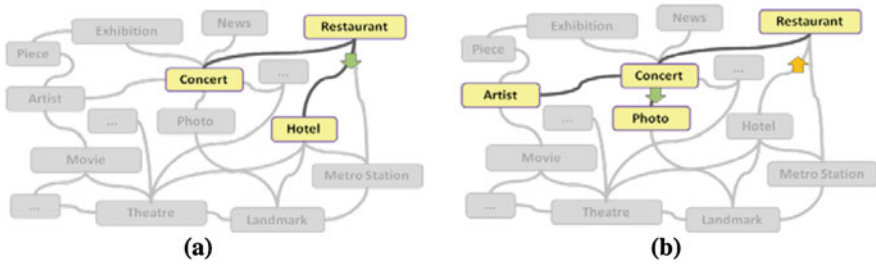 Exhibition
News
Restaurant
Piece
Concert
...
Artist
...
Photo
Hotel
Movie
Metro Station
...
Theatre
Landmark
(a)
Exhibition
News
Restaurant
Piece
Concert
...
Artist
...
Photo
Hotel
Movie
Metro Station
...
Theatre
Landmark
(b)